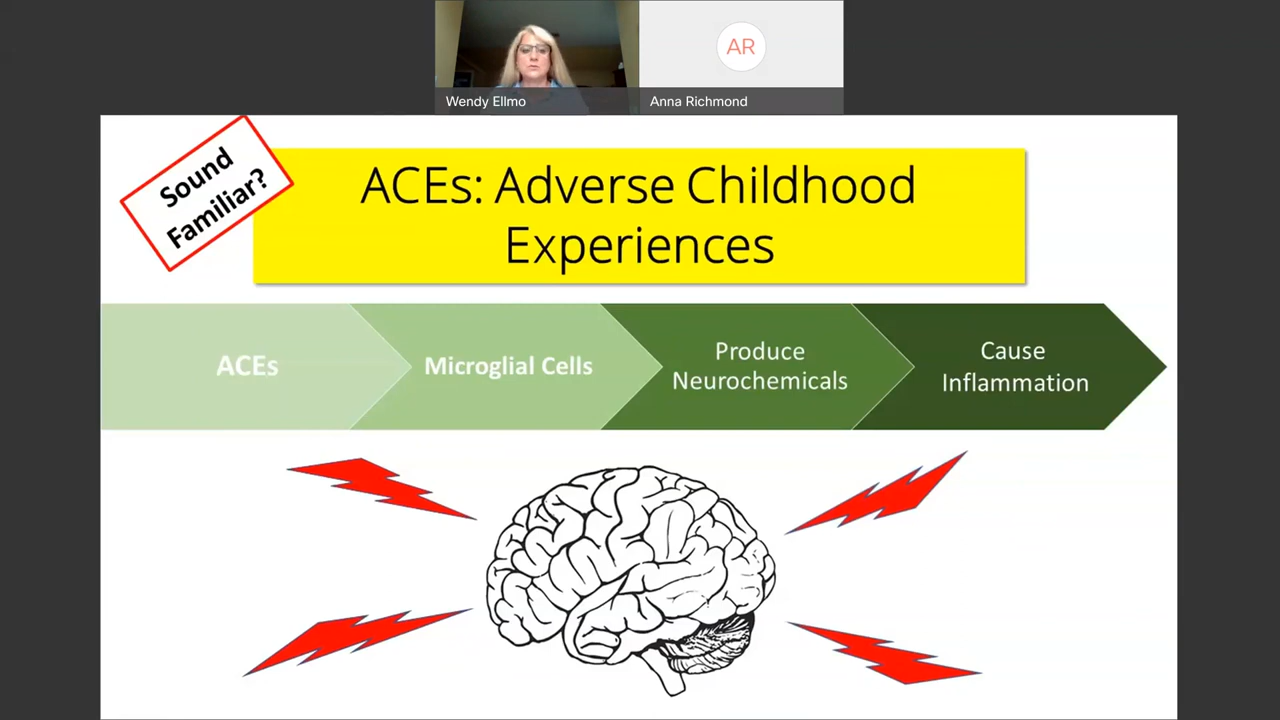 AR
Wendy Ellmo
Anna Richmond
Sound
Familiar?
ACEs: Adverse Childhood
Experiences
ACEs
Microglial Cells
Produce
Neurochemicals
Cause
Inflammation